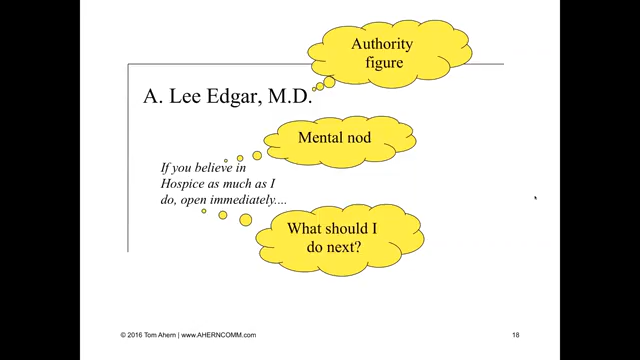 Authority
figure
A. Lee Edgar, M.D.
Mental nod
If you believe in
Hospice as much as I
do, open immediately....
What should I
do next?
© 2016 Tom Ahern | www.AHERNCOMM.com
18